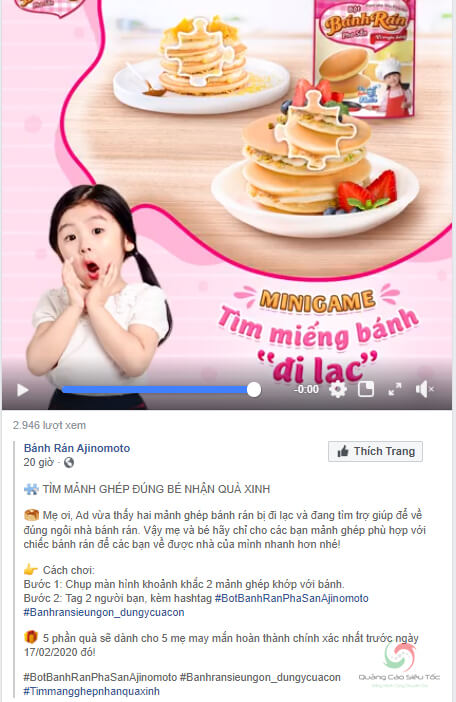 Bột
Bánh Rán
Pha Sẵn
MINIGAME
Tìm miếng bánh
"đi lạc"
-0:00
2.946 lượt xem
Bánh Rán Ajinomoto
Thích Trang
20 giờ ·
TÌM MẢNH GHÉP ĐÚNG BÉ NHẬN QUÀ XINH
Mẹ ơi, Ad vừa thấy hai mảnh ghép bánh rán bị đi lạc và đang tìm trợ giúp để về
đúng ngôi nhà bánh rán. Vậy mẹ và bé hãy chỉ cho các bạn mảnh ghép phù hợp với
chiếc bánh rán để các bạn về được nhà của mình nhanh hơn nhé!
Cách chơi:
Bước 1: Chụp màn hình khoảnh khắc 2 mảnh ghép khớp với bánh.
Bước 2: Tag 2 người bạn, kèm hashtag #BotBanhRanPhaSanAjinomoto
#Banhransieungon_dungycuacon
5 phần quà sẽ dành cho 5 mẹ may mắn hoàn thành chính xác nhất trước ngày
17/02/2020 đó!
#BotBanhRanPhaSanAjinomoto #Banhransieungon_dungycuacon
#Timmangghepnhanquaxinh
Quảng Cáo Siêu Tốc